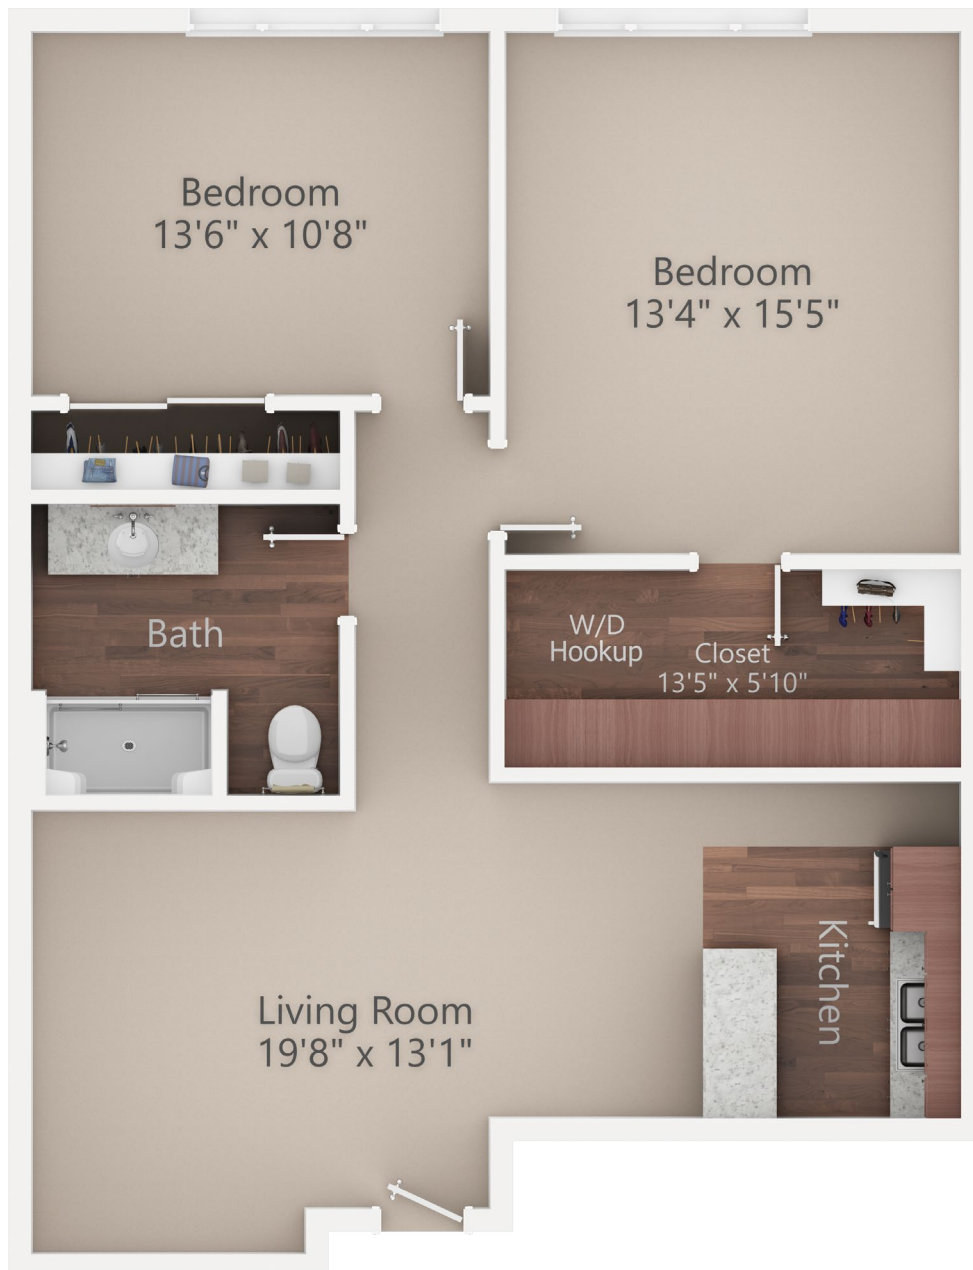 Bedroom
13'6" x 10'8"
Bedroom
13'4" x 15'5"
Bath
W/D
Hookup
Closet
13'5" x 5'10"
Kitchen
Living Room
19'8" x 13'1"